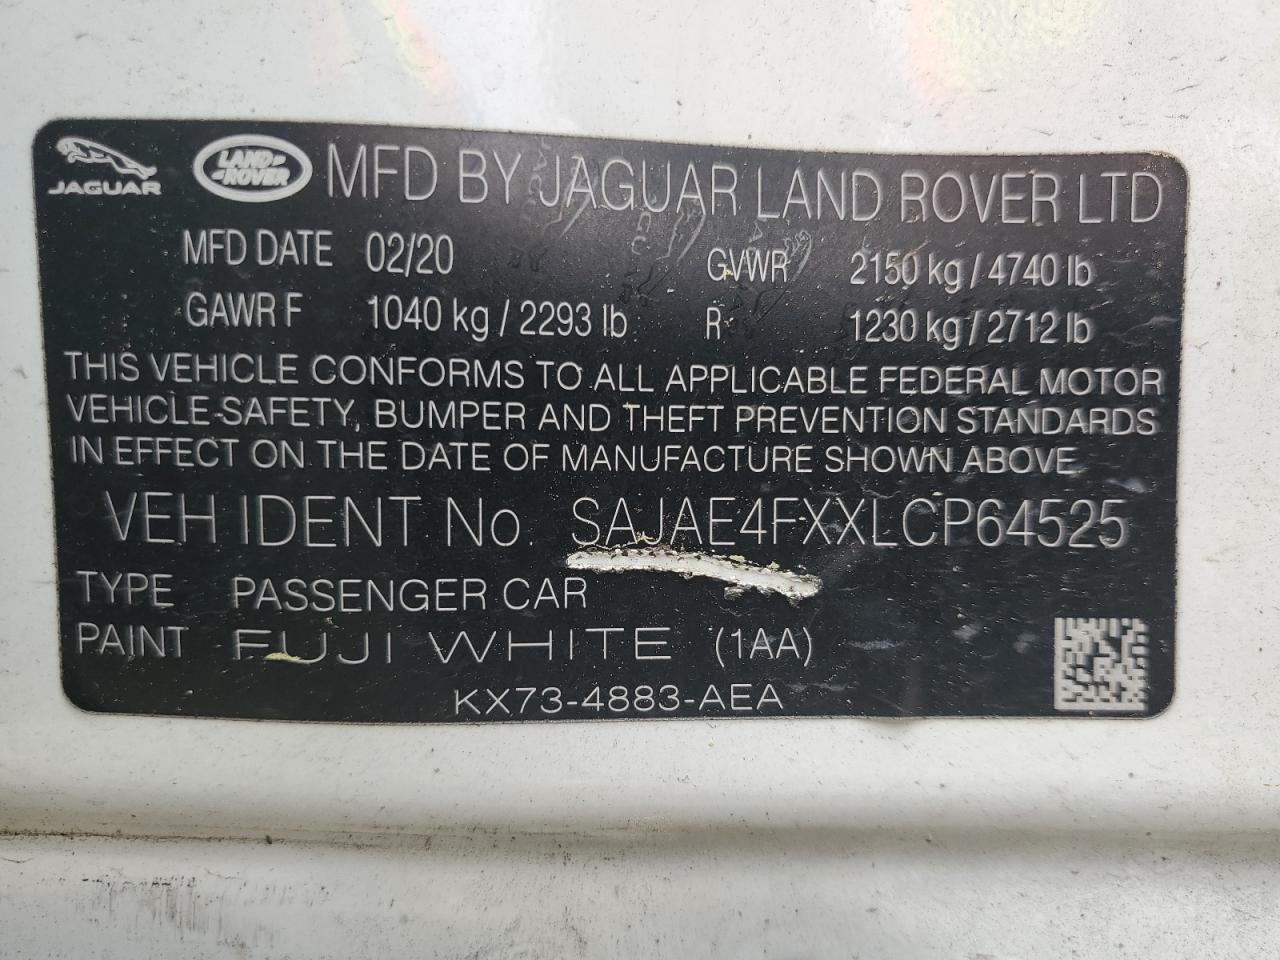 JAGUAR LAND ROVER MFD BY JAGUAR LAND ROVER LTD
MFD DATE 02/20 GVWR 2150 kg / 4740 lb
GAWR F 1040 kg / 2293 lb R 1230 kg / 2712 lb
THIS VEHICLE CONFORMS TO ALL APPLICABLE FEDERAL MOTOR
VEHICLE-SAFETY, BUMPER AND THEFT PREVENTION STANDARDS
IN EFFECT ON THE DATE OF MANUFACTURE SHOWN ABOVE
VEH IDENT No SAJAE4FXXLCP64525
TYPE PASSENGER CAR
PAINT FUJI WHITE (1AA)
KX73-4883-AEA